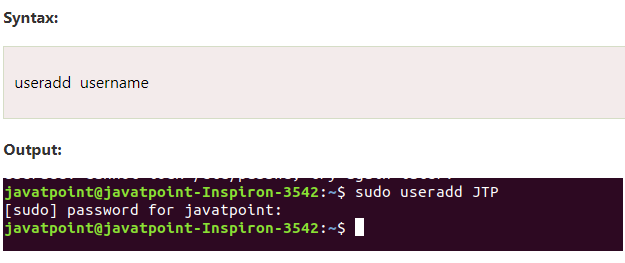 Syntax:
useradd username
Output:
javatpoint@javatpoint-Inspiron-3542:~$ sudo useradd JTP
[sudo] password for javatpoint:
javatpoint@javatpoint-Inspiron-3542:~$